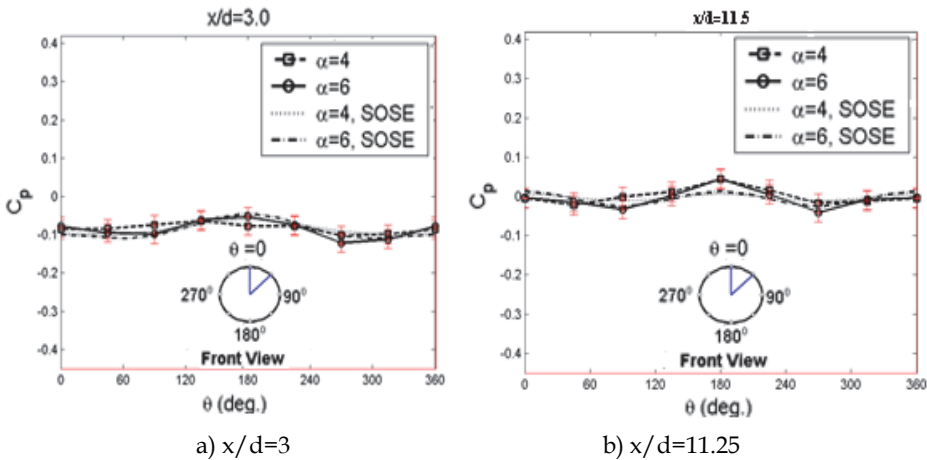 x/d=3.0
α=4
α=6
α=4, SOSE
α=6, SOSE
0.4
0.3
0.2
0.1
0
-0.1
-0.2
-0.3
-0.4
Cp
θ =0
270⁰
90⁰
180⁰
Front View
0 60 120 180 240 300 360
θ (deg.)
a) x/d=3
x/d=11.5
α=4
α=6
α=4, SOSE
α=6, SOSE
0.4
0.3
0.2
0.1
0
-0.1
-0.2
-0.3
-0.4
Cp
θ =0
270⁰
90⁰
180⁰
Front View
0 60 120 180 240 300 360
θ (deg.)
b) x/d=11.25